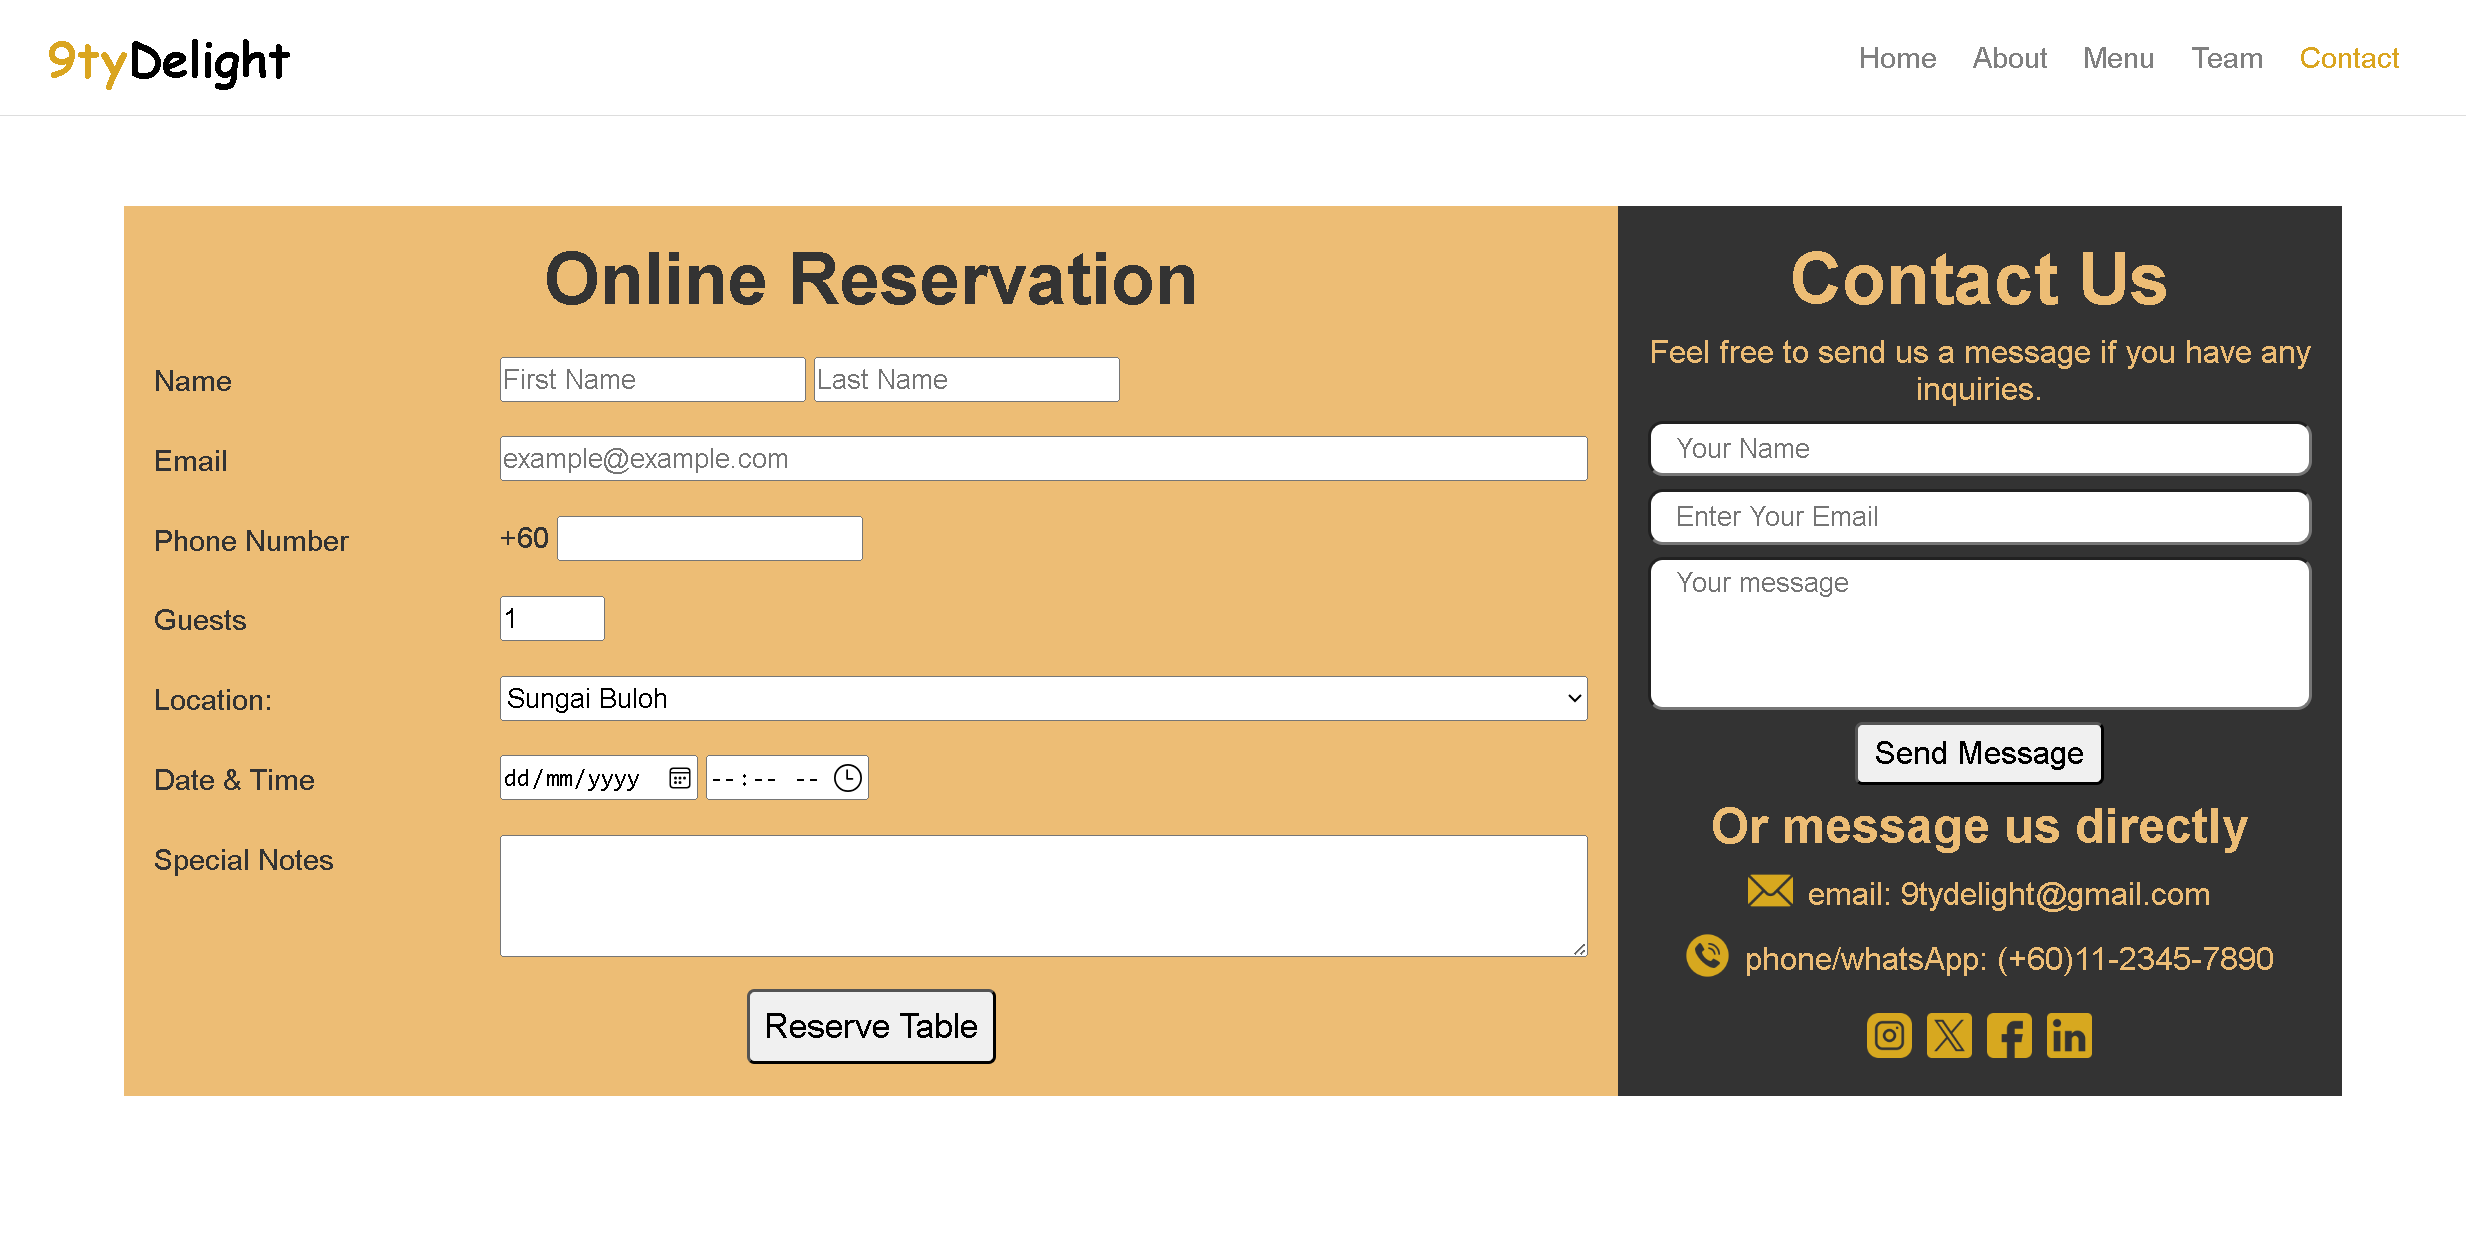 9tyDelight
Home About Menu Team Contact
Online Reservation
Name First Name Last Name
Email example@example.com
Phone Number +60
Guests 1
Location: Sungai Buloh
Date & Time dd/mm/yyyy --:-- --
Special Notes
Reserve Table
Contact Us
Feel free to send us a message if you have any
inquiries.
Your Name
Enter Your Email
Your message
Send Message
Or message us directly
email: 9tydelight@gmail.com
phone/whatsApp: (+60)11-2345-7890